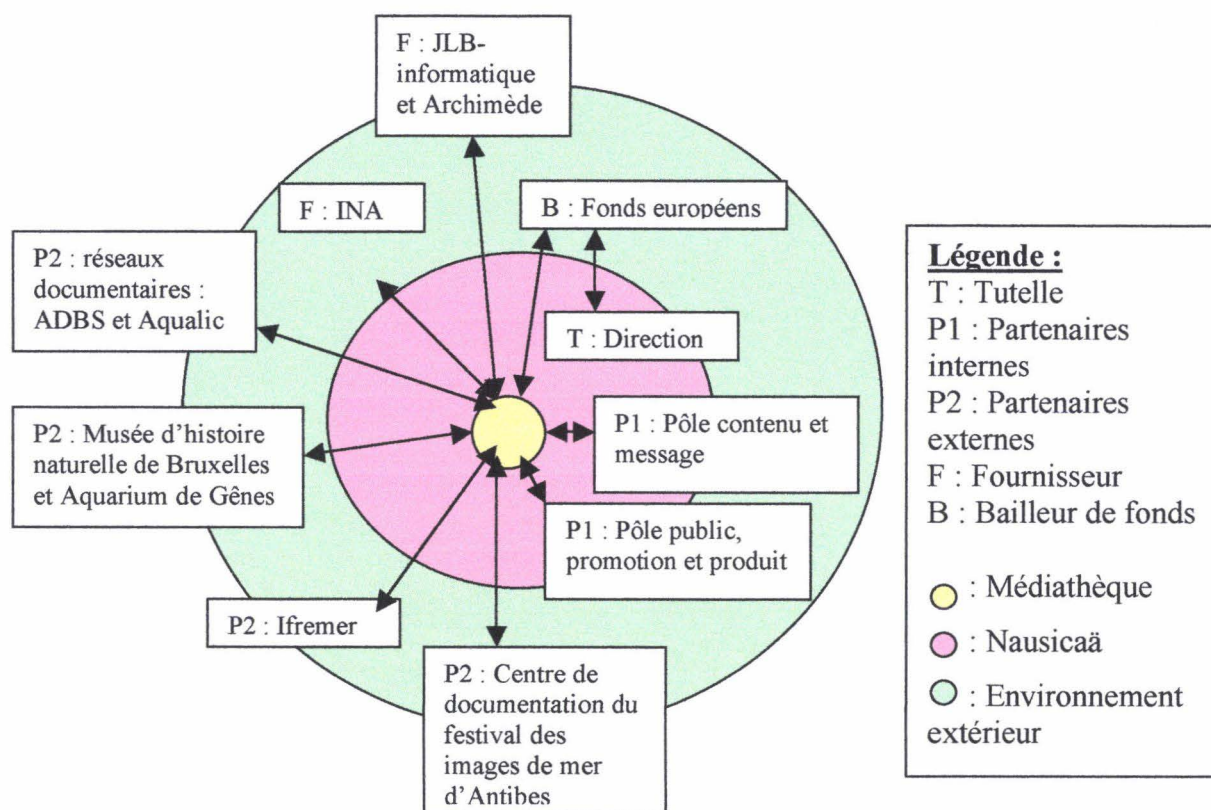 F : JLB-
informatique
et Archimède
F : INA
B : Fonds européens
P2 : réseaux
documentaires :
ADBS et Aqualic
T : Direction
P2 : Musée d'histoire
naturelle de Bruxelles
et Aquarium de Gênes
P1 : Pôle contenu et
message
P1 : Pôle public,
promotion et produit
P2 : Ifremer
P2 : Centre de
documentation du
festival des
images de mer
d'Antibes
Légende :
T : Tutelle
P1 : Partenaires
internes
P2 : Partenaires
externes
F : Fournisseur
B : Bailleur de fonds
: Médiathèque
: Nausicaä
: Environnement
extérieur